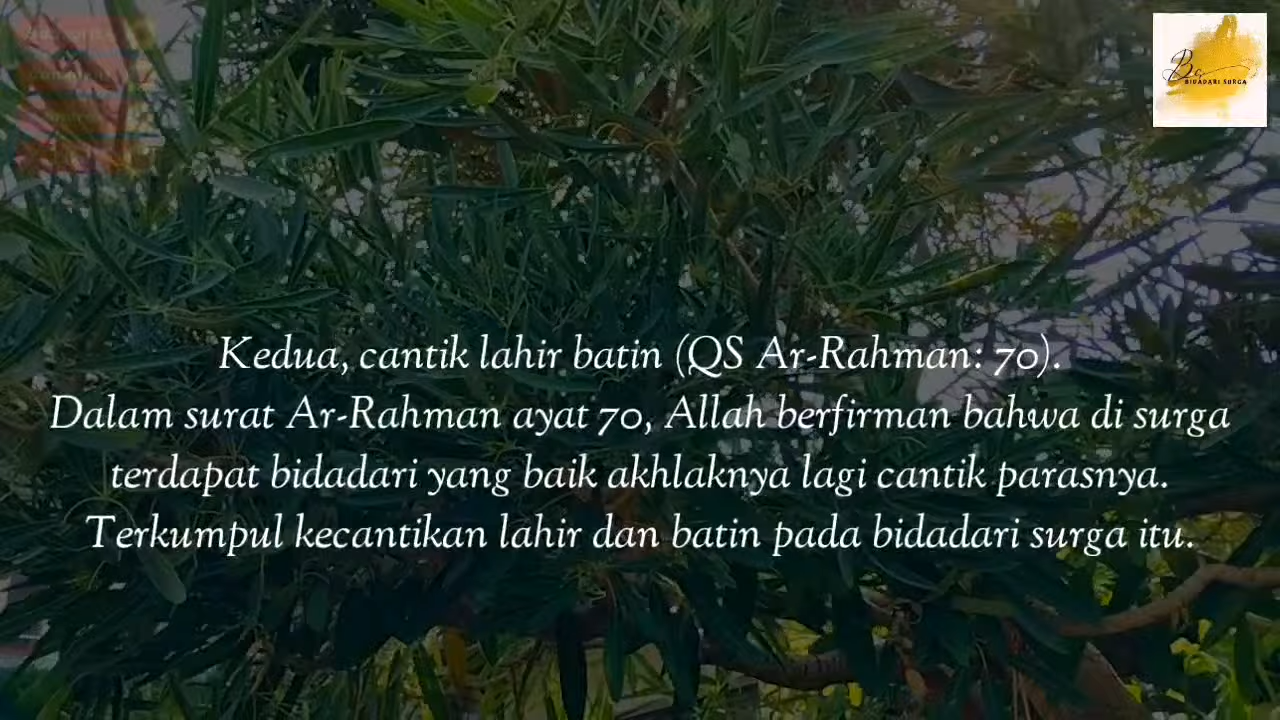 BIDADARI SURGA
Kedua, cantik lahir batin (QS Ar-Rahman: 70).
Dalam surat Ar-Rahman ayat 70, Allah berfirman bahwa di surga
terdapat bidadari yang baik akhlaknya lagi cantik parasnya.
Terkumpul kecantikan lahir dan batin pada bidadari surga itu.